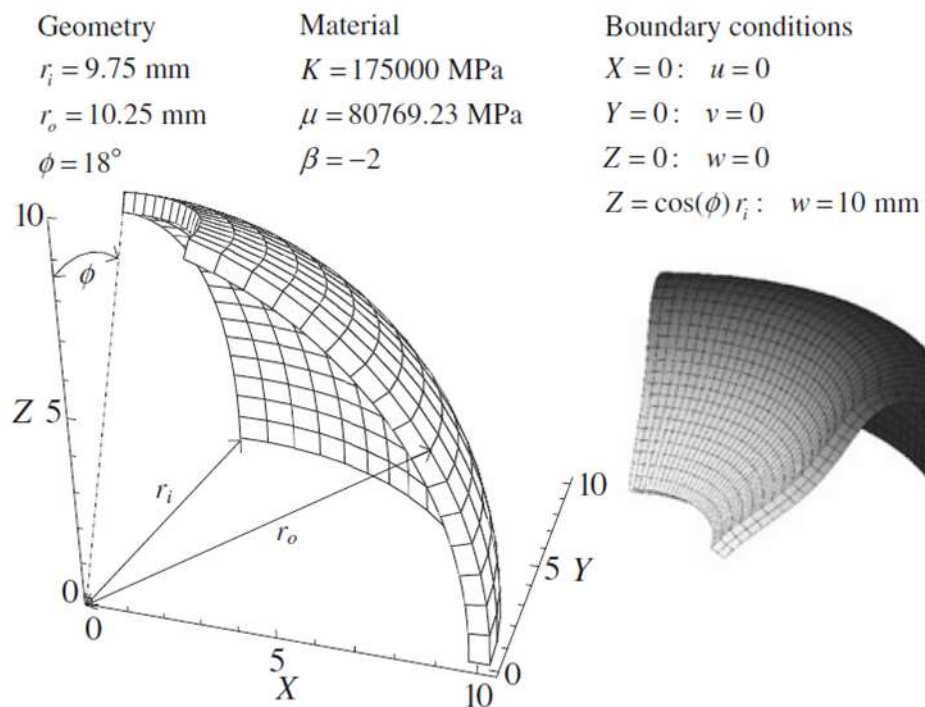 Geometry
r_i = 9.75 mm
r_o = 10.25 mm
ϕ = 18°
Material
K = 175000 MPa
μ = 80769.23 MPa
β = −2
Boundary conditions
X = 0: u = 0
Y = 0: v = 0
Z = 0: w = 0
Z = cos(ϕ) r_i: w = 10 mm
10
ϕ
Z 5
0
r_i
r_o
0
5
X
10
0
5 Y
10